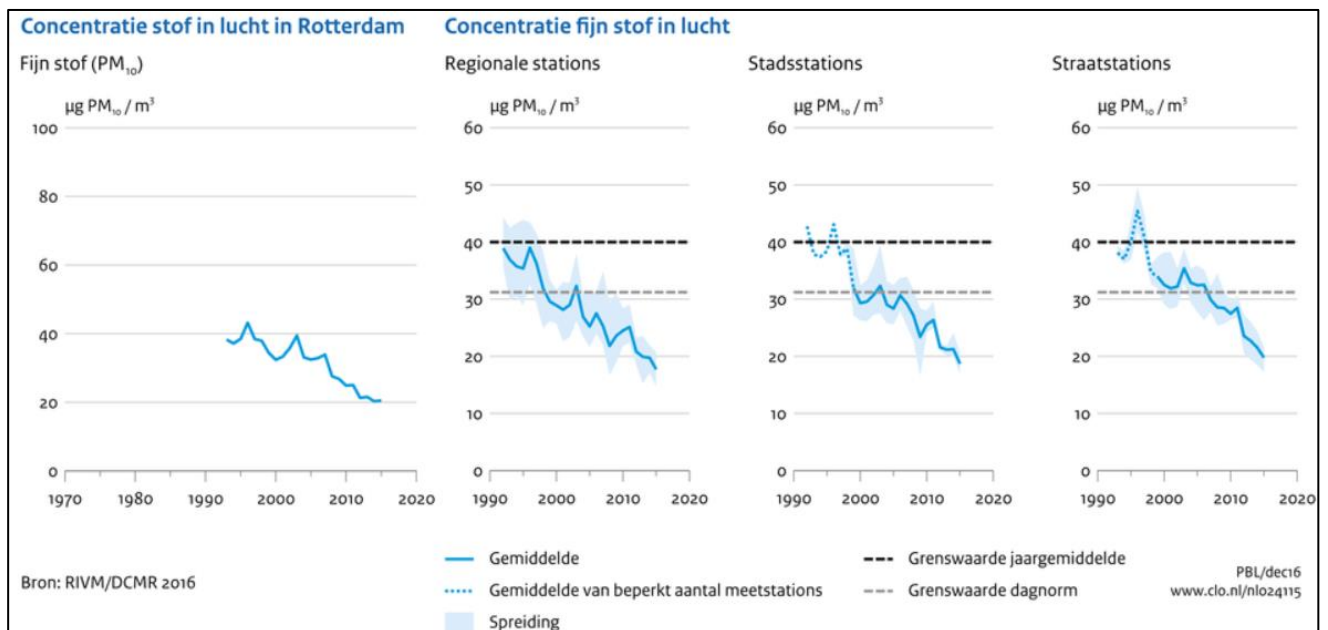 Concentratie stof in lucht in Rotterdam
Fijn stof (PM₁₀)
µg PM₁₀ / m³
100
80
60
40
20
0
1970 1980 1990 2000 2010 2020
Bron: RIVM/DCMR 2016
Concentratie fijn stof in lucht
Regionale stations
µg PM₁₀ / m³
60
50
40
30
20
10
0
1990 2000 2010 2020
Stadsstations
µg PM₁₀ / m³
60
50
40
30
20
10
0
1990 2000 2010 2020
Straatstations
µg PM₁₀ / m³
60
50
40
30
20
10
0
1990 2000 2010 2020
Gemiddelde
Gemiddelde van beperkt aantal meetstations
Spreiding
Grenswaarde jaargemiddelde
Grenswaarde dagnorm
PBL/dec16
www.clo.nl/nl024115